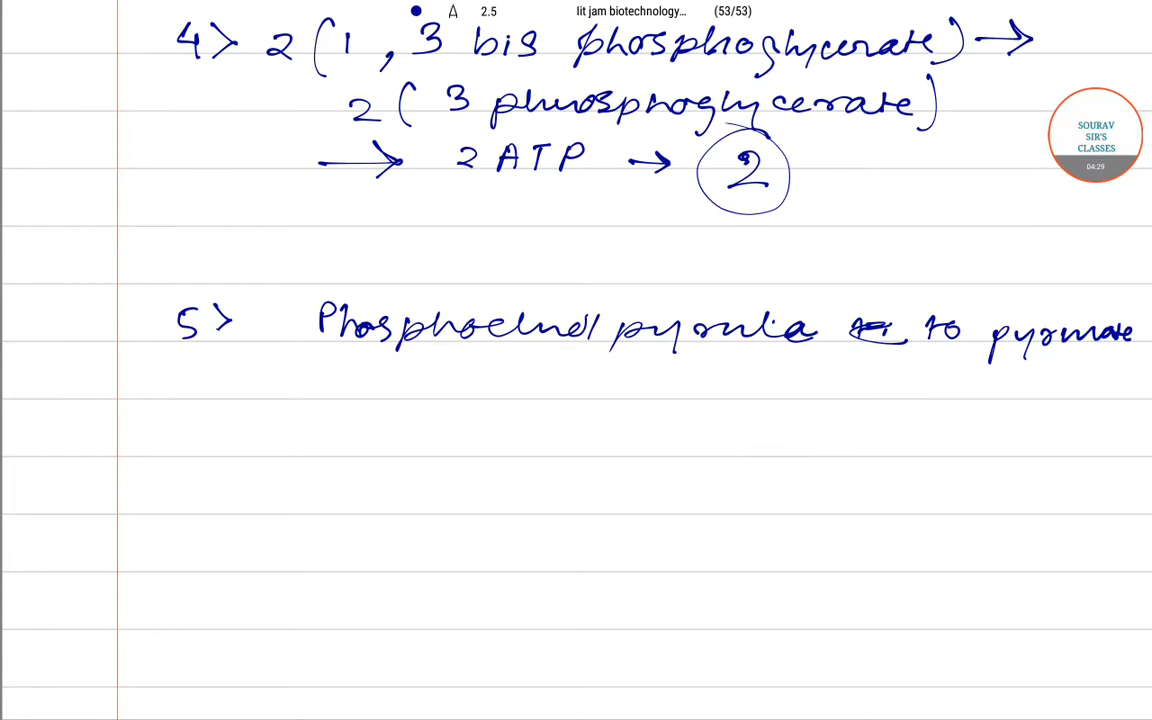 A 2.5 Iit jam biotechnology... (53/53)
4> 2 (1, 3 bis phosphoglycerate) →
2 ( 3 phosphoglycerate)
→ 2 ATP → 2
SOURAV
SIR'S
CLASSES
04:29
5> Phosphoenol pyruva to pyruvate